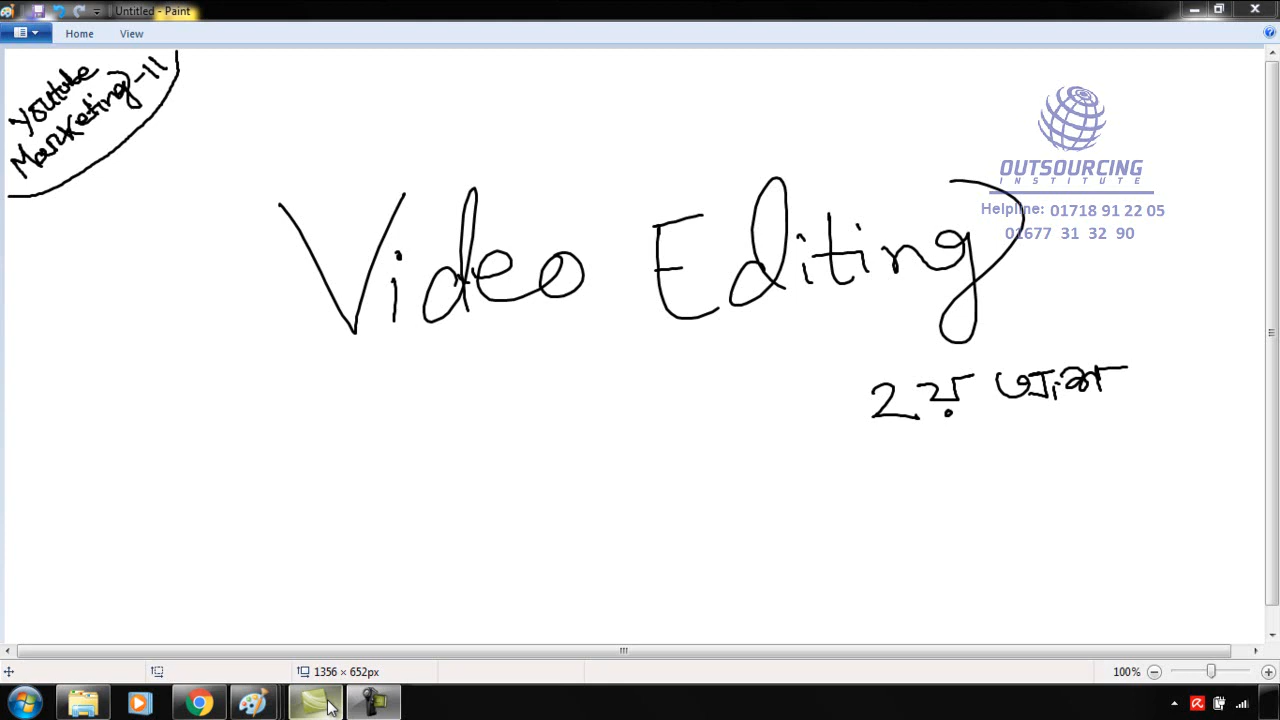 Untitled - Paint
Home View
Youtube
Marketing-11
OUTSOURCING
INSTITUTE
Helpline: 01718 91 22 05
01677 31 32 90
Video Editing
২য়
1356 × 652px
100%